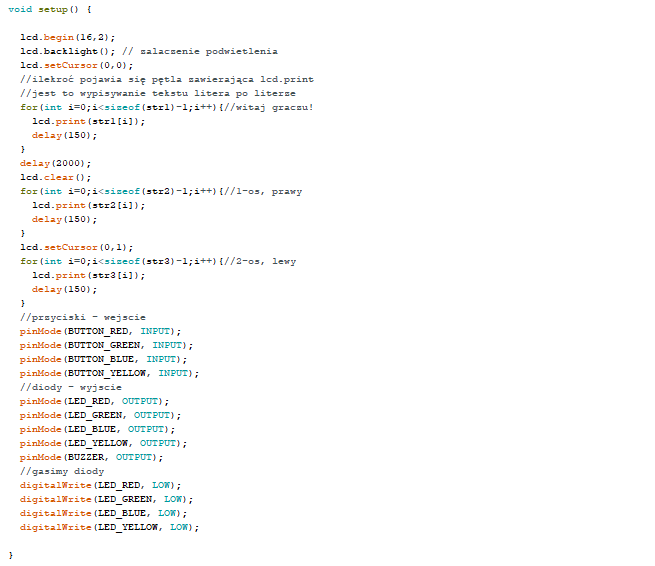 void setup() {
lcd.begin(16,2);
lcd.backlight(); // zalaczenie podwietlenia
lcd.setCursor(0,0);
//ilekroć pojawia się pętla zawierająca lcd.print
//jest to wypisywanie tekstu litera po literze
for(int i=0;i<sizeof(str1)-1;i++){//witaj graczu!
lcd.print(str1[i]);
delay(150);
}
delay(2000);
lcd.clear();
for(int i=0;i<sizeof(str2)-1;i++){//1-os, prawy
lcd.print(str2[i]);
delay(150);
}
lcd.setCursor(0,1);
for(int i=0;i<sizeof(str3)-1;i++){//2-os, lewy
lcd.print(str3[i]);
delay(150);
}
//przyciski - wejscie
pinMode(BUTTON_RED, INPUT);
pinMode(BUTTON_GREEN, INPUT);
pinMode(BUTTON_BLUE, INPUT);
pinMode(BUTTON_YELLOW, INPUT);
//diody - wyjscie
pinMode(LED_RED, OUTPUT);
pinMode(LED_GREEN, OUTPUT);
pinMode(LED_BLUE, OUTPUT);
pinMode(LED_YELLOW, OUTPUT);
pinMode(BUZZER, OUTPUT);
//gasimy diody
digitalWrite(LED_RED, LOW);
digitalWrite(LED_GREEN, LOW);
digitalWrite(LED_BLUE, LOW);
digitalWrite(LED_YELLOW, LOW);
}